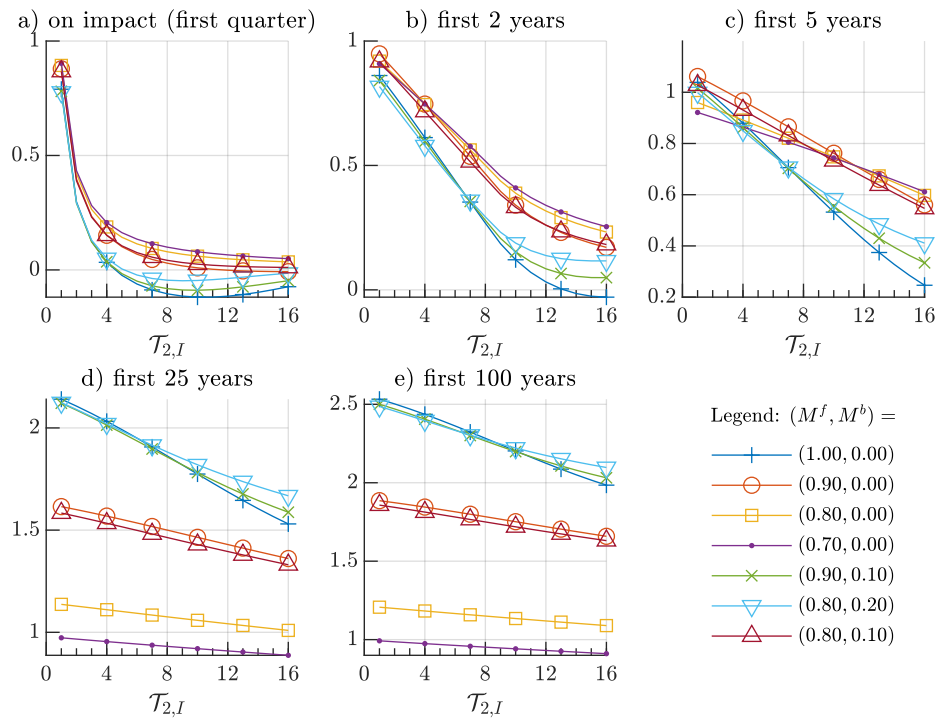 a) on impact (first quarter)
b) first 2 years
c) first 5 years
1
0.5
0
0 4 8 12 16
𝒯2,I
1
0.5
0
0 4 8 12 16
𝒯2,I
1
0.8
0.6
0.4
0.2
0 4 8 12 16
𝒯2,I
d) first 25 years
e) first 100 years
2
1.5
1
0 4 8 12 16
𝒯2,I
2.5
2
1.5
1
0 4 8 12 16
𝒯2,I
Legend: (M^f, M^b) =
(1.00, 0.00)
(0.90, 0.00)
(0.80, 0.00)
(0.70, 0.00)
(0.90, 0.10)
(0.80, 0.20)
(0.80, 0.10)